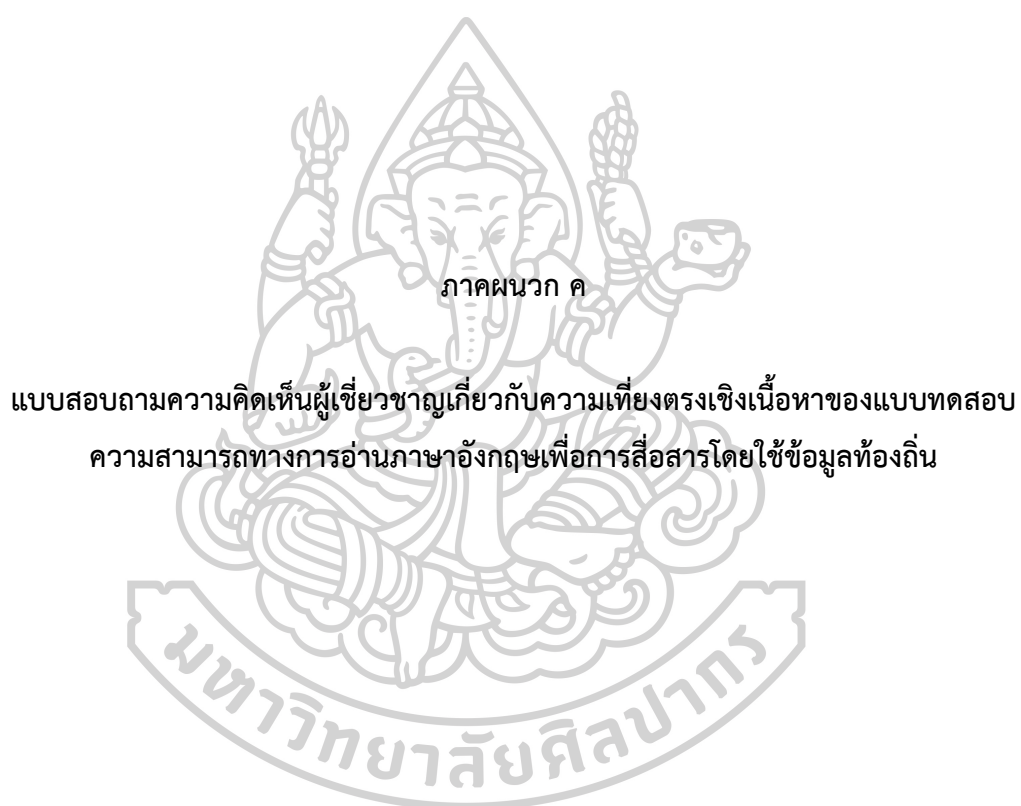 ภาคผนวก ค
แบบสอบถามความคิดเห็นผู้เชี่ยวชาญเกี่ยวกับความเที่ยงตรงเชิงเนื้อหาของแบบทดสอบ
ความสามารถทางการอ่านภาษาอังกฤษเพื่อการสื่อสารโดยใช้ข้อมูลท้องถิ่น
มหาวิทยาลัยศิลปากร